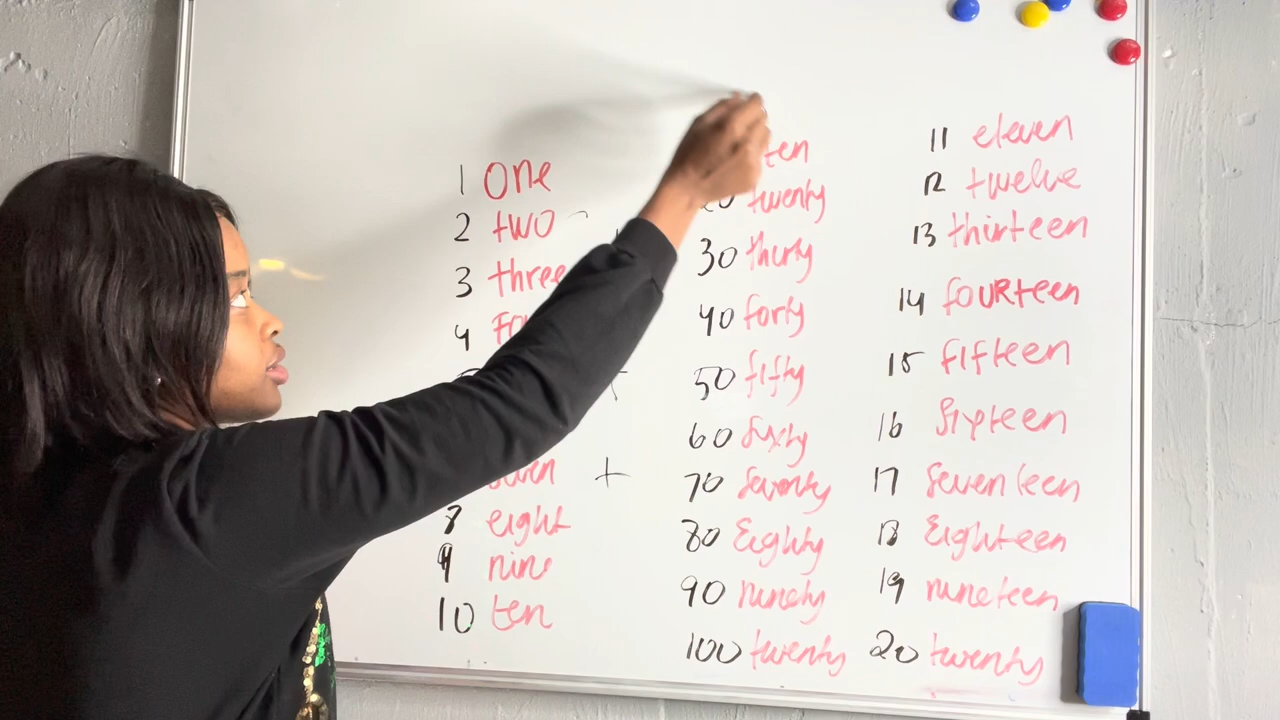 1 one
2 two
3 three
4
8 eight
9 nine
10 ten
+
ten
twenty
30 thirty
40 forty
50 fifty
60 sixty
70 seventy
80 Eighty
90 ninety
100 twenty
11 eleven
12 twelve
13 thirteen
14 fourteen
15 fifteen
16 sixteen
17 seventeen
18 Eighteen
19 nineteen
20 twenty